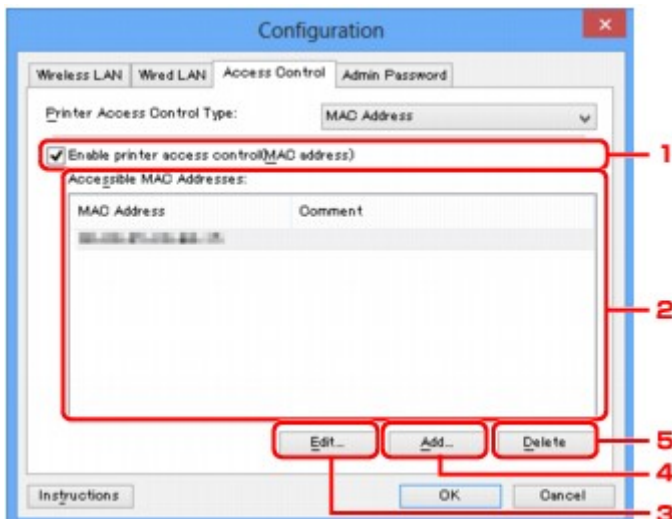 Configuration
Wireless LAN Wired LAN Access Control Admin Password
Printer Access Control Type: MAC Address
Enable printer access control(MAC address) 1
Accessible MAC Addresses:
MAC Address Comment
2
Edit... Add... Delete 5
4
Instructions OK Cancel
3